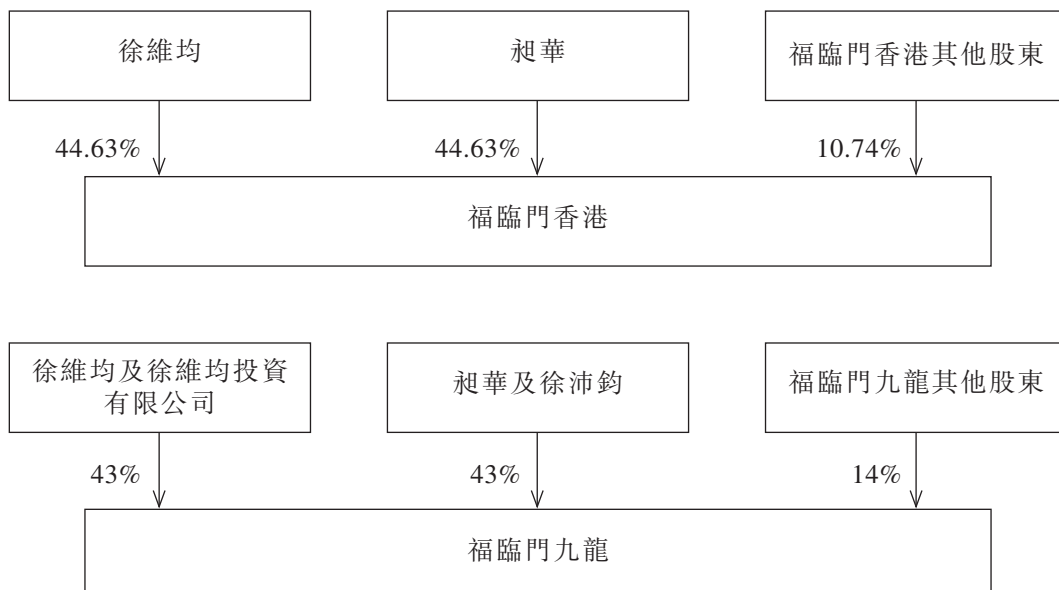 徐維均
昶華
福臨門香港其他股東
44.63%
44.63%
10.74%
福臨門香港
徐維均及徐維均投資
有限公司
昶華及徐沛鈞
福臨門九龍其他股東
43%
43%
14%
福臨門九龍